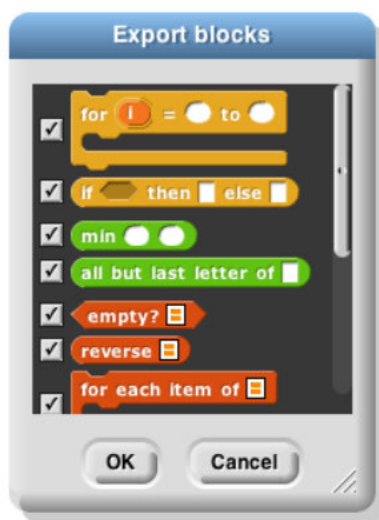 Export blocks
for i = to
if then else
min
all but last letter of
empty?
reverse
for each item of
OK Cancel